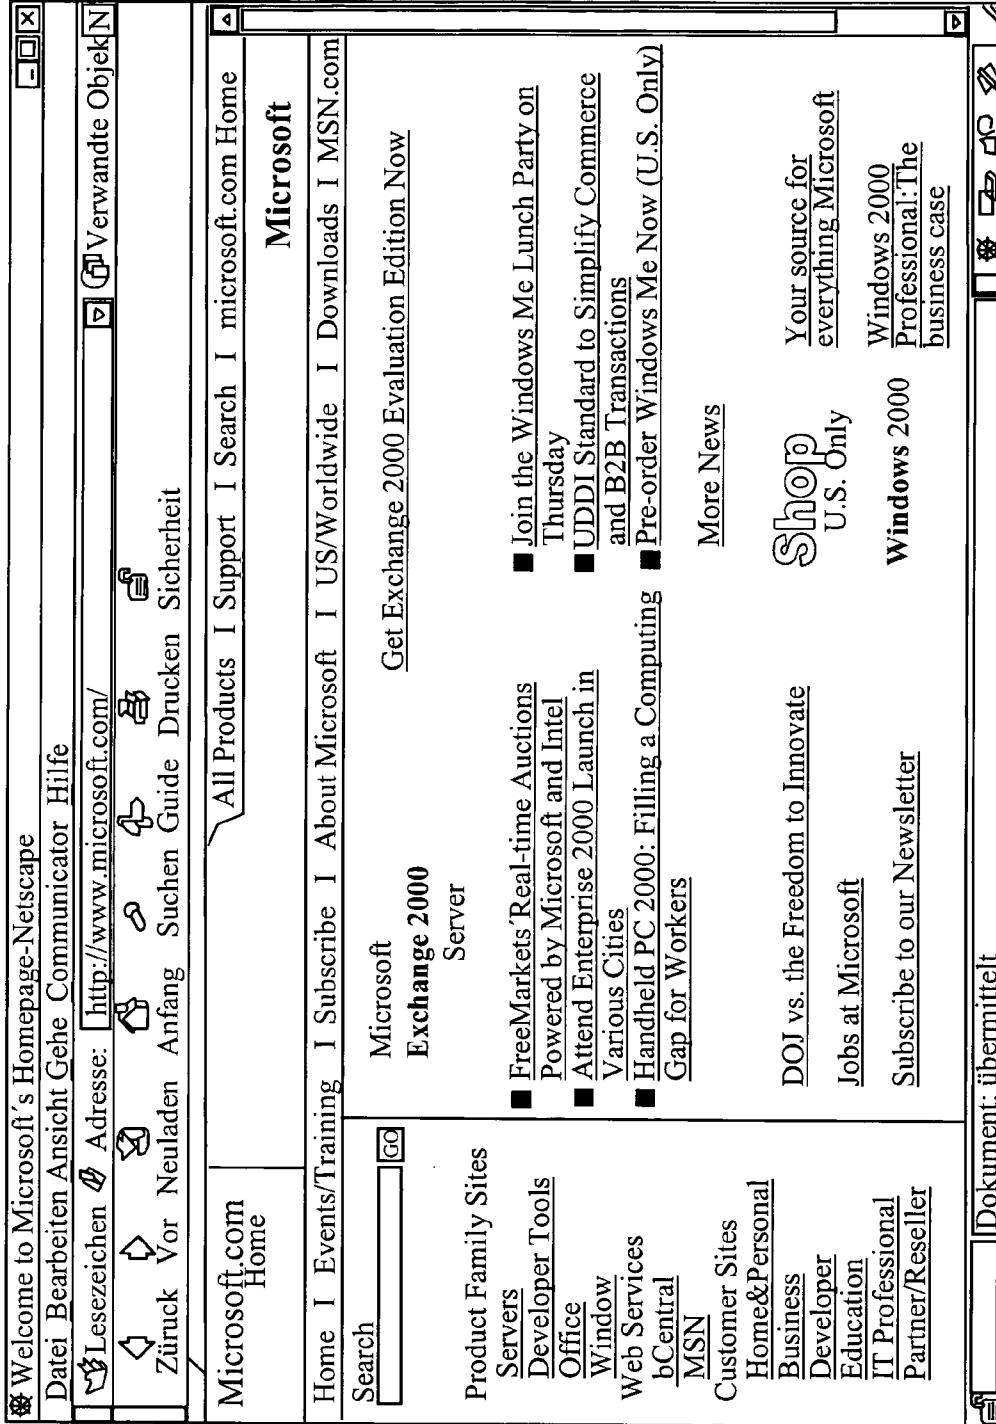 Welcome to Microsoft´s Homepage-Netscape
Datei Bearbeiten Ansicht Gehe Communicator Hilfe
Lesezeichen Adresse: http://www.microsoft.com/ Verwandte Objek N
Züruck Vor Neuladen Anfang Suchen Guide Drucken Sicherheit
All Products I Support I Search I microsoft.com Home
Microsoft.com
Home
Microsoft
Home I Events/Training I Subscribe I About Microsoft I US/Worldwide I Downloads I MSN.com
Search
GO
Product Family Sites
Servers
Developer Tools
Office
Window
Web Services
bCentral
MSN
Customer Sites
Home&Personal
Business
Developer
Education
IT Professional
Partner/Reseller
Microsoft
Exchange 2000
Server
Get Exchange 2000 Evaluation Edition Now
FreeMarkets´Real-time Auctions
Powered by Microsoft and Intel
Attend Enterprise 2000 Launch in
Various Cities
Handheld PC 2000: Filling a Computing
Gap for Workers
Join the Windows Me Lunch Party on
Thursday
UDDI Standard to Simplify Commerce
and B2B Transactions
Pre-order Windows Me Now (U.S. Only)
More News
DOJ vs. the Freedom to Innovate
Jobs at Microsoft
Subscribe to our Newsletter
Shop
U.S. Only
Your source for
everything Microsoft
Windows 2000
Windows 2000
Professional:The
business case
Dokument: übermittelt